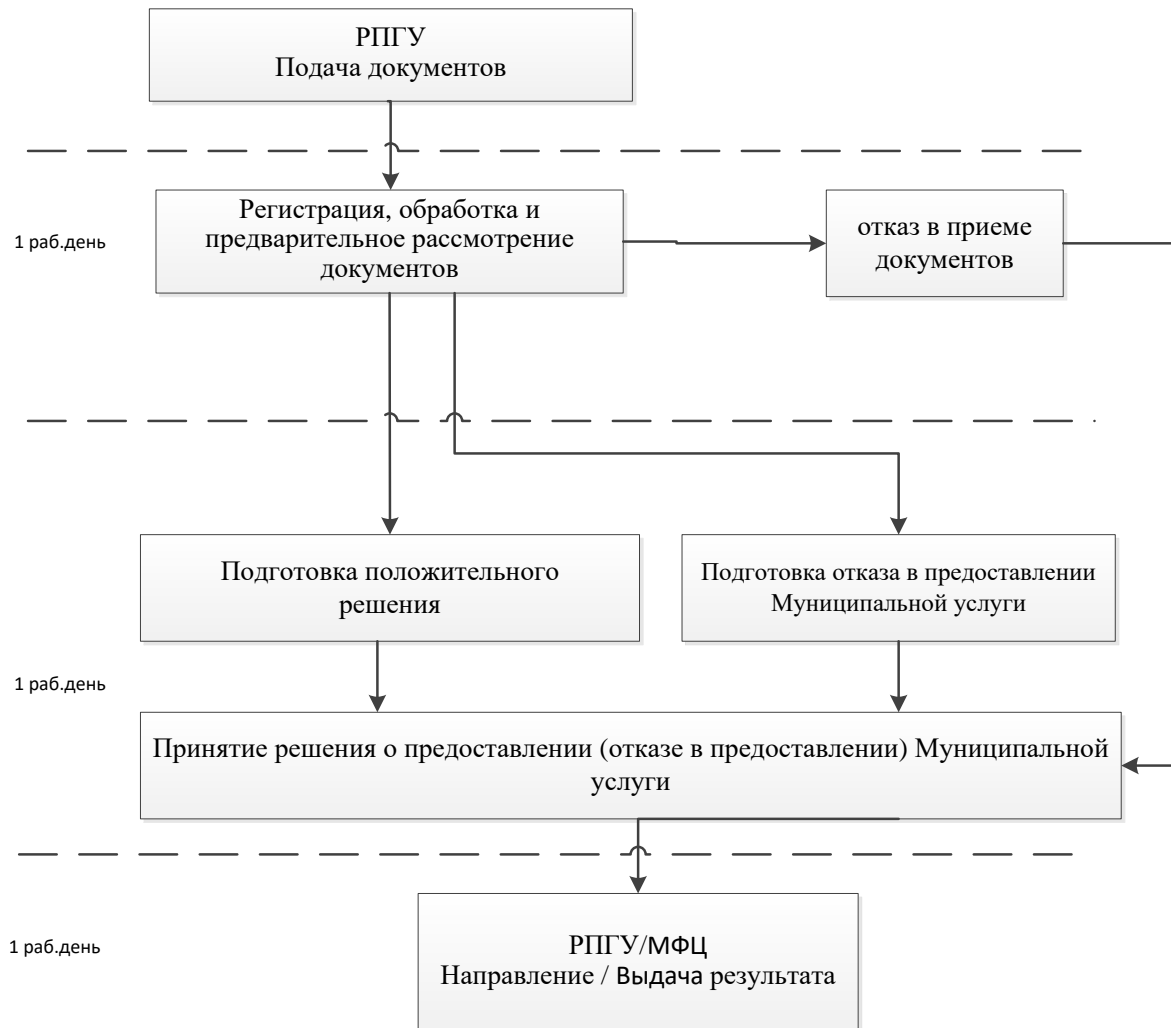 РПГУ
Подача документов
1 раб.день
Регистрация, обработка и
предварительное рассмотрение
документов
отказ в приеме
документов
Подготовка положительного
решения
Подготовка отказа в предоставлении
Муниципальной услуги
1 раб.день
Принятие решения о предоставлении (отказе в предоставлении) Муниципальной
услуги
1 раб.день
РПГУ/МФЦ
Направление / Выдача результата